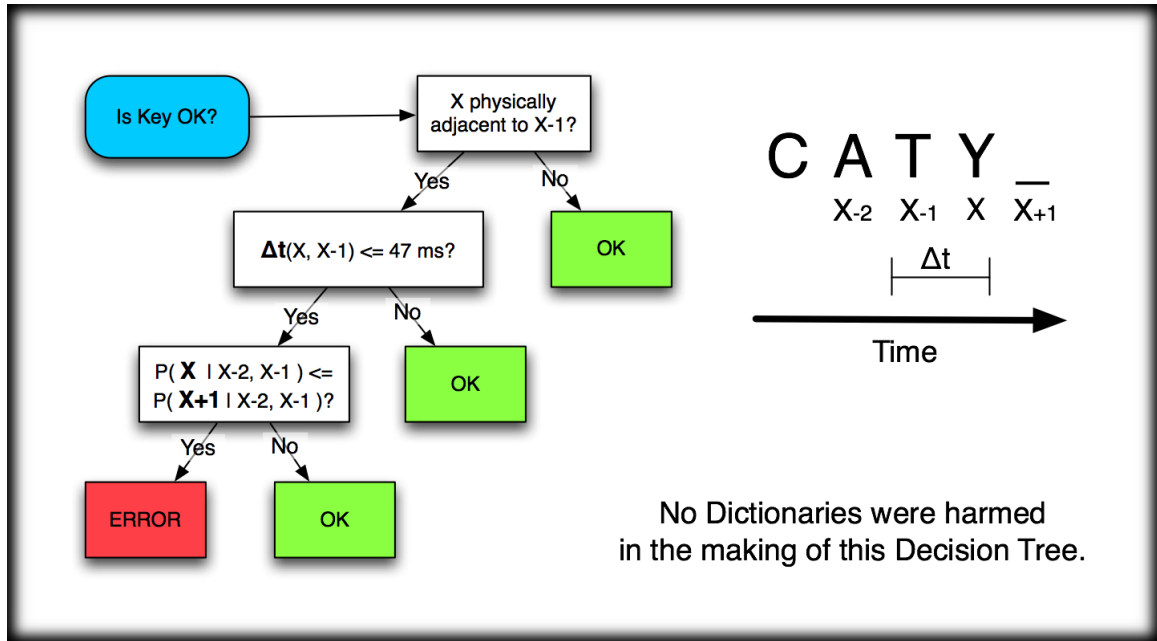 Is Key OK?
X physically
adjacent to X-1?
Yes
No
Δt(X, X-1) <= 47 ms?
OK
Yes
No
P( X | X-2, X-1 ) <=
P( X+1 | X-2, X-1 )?
OK
Yes
No
ERROR
OK
C A T Y _
X-2 X-1 X X+1
Δt
Time
No Dictionaries were harmed
in the making of this Decision Tree.